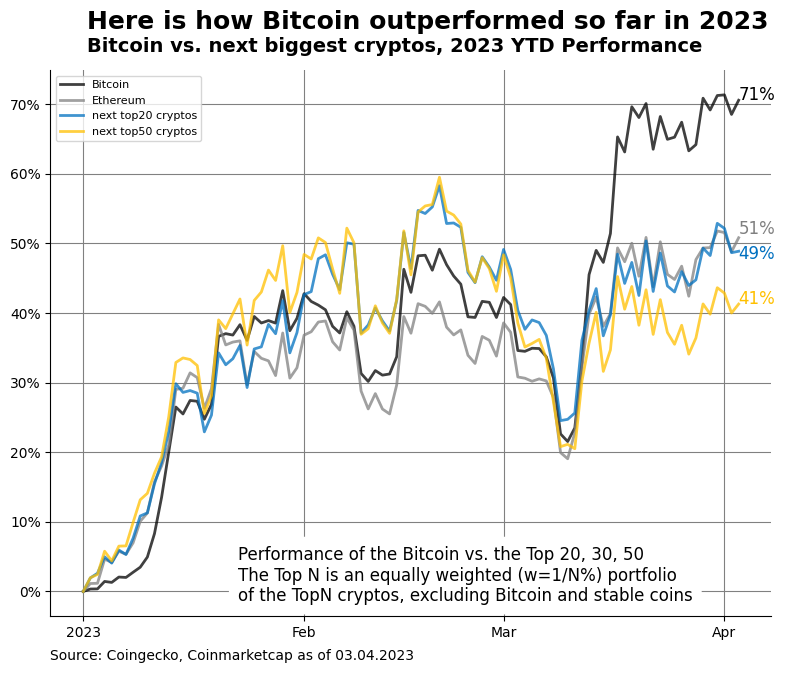 Here is how Bitcoin outperformed so far in 2023
Bitcoin vs. next biggest cryptos, 2023 YTD Performance
Bitcoin
Ethereum
next top20 cryptos
next top50 cryptos
70%
60%
50%
40%
30%
20%
10%
0%
71%
51%
49%
41%
Performance of the Bitcoin vs. the Top 20, 30, 50
The Top N is an equally weighted (w=1/N%) portfolio
of the TopN cryptos, excluding Bitcoin and stable coins
2023 Feb Mar Apr
Source: Coingecko, Coinmarketcap as of 03.04.2023